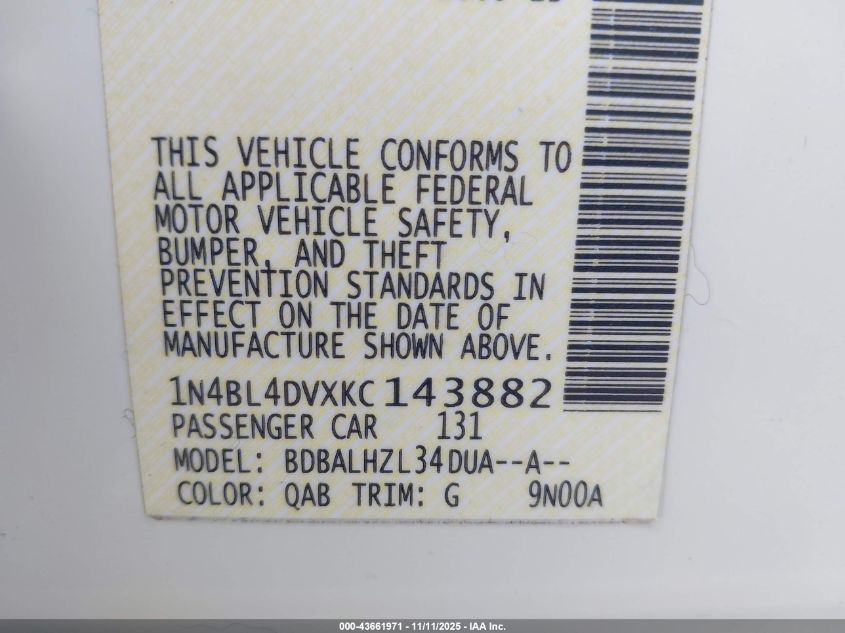 THIS VEHICLE CONFORMS TO
ALL APPLICABLE FEDERAL
MOTOR VEHICLE SAFETY,
BUMPER, AND THEFT
PREVENTION STANDARDS IN
EFFECT ON THE DATE OF
MANUFACTURE SHOWN ABOVE.
1N4BL4DVXKC143882
PASSENGER CAR 131
MODEL: BDBALHZL34DUA--A--
COLOR: QAB TRIM: G 9N00A
000-43661971 - 11/11/2025 - IAA Inc.